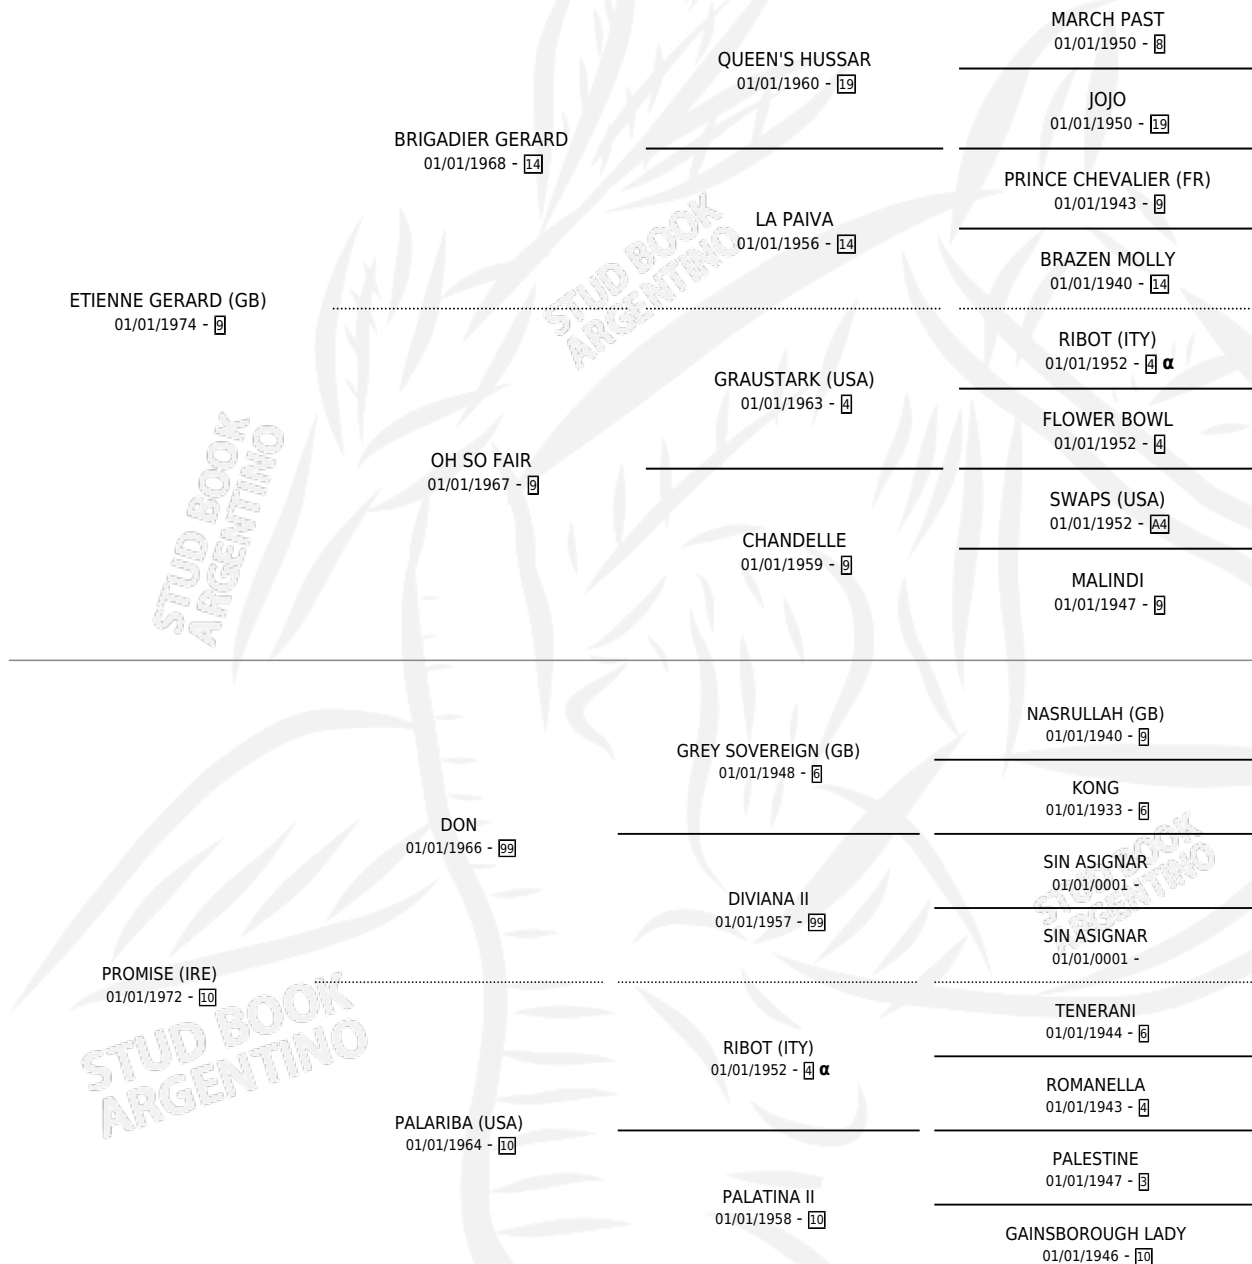 MARCH PAST
01/01/1950 - 8
QUEEN'S HUSSAR
01/01/1960 - 19
JOJO
01/01/1950 - 19
BRIGADIER GERARD
01/01/1968 - 14
PRINCE CHEVALIER (FR)
01/01/1943 - 9
LA PAIVA
01/01/1956 - 14
BRAZEN MOLLY
01/01/1940 - 14
ETIENNE GERARD (GB)
01/01/1974 - 9
STUD BOOK
ARGENTINO
RIBOT (ITY)
01/01/1952 - 4 α
GRAUSTARK (USA)
01/01/1963 - 4
FLOWER BOWL
01/01/1952 - 4
OH SO FAIR
01/01/1967 - 9
SWAPS (USA)
01/01/1952 - A4
CHANDELLE
01/01/1959 - 9
MALINDI
01/01/1947 - 9
STUD BOOK
ARGENTINO
NASRULLAH (GB)
01/01/1940 - 9
GREY SOVEREIGN (GB)
01/01/1948 - 6
KONG
01/01/1933 - 6
DON
01/01/1966 - 99
SIN ASIGNAR
01/01/0001 -
DIVIANA II
01/01/1957 - 99
SIN ASIGNAR
01/01/0001 -
STUD BOOK
ARGENTINO
PROMISE (IRE)
01/01/1972 - 10
STUD BOOK
ARGENTINO
TENERANI
01/01/1944 - 6
RIBOT (ITY)
01/01/1952 - 4 α
ROMANELLA
01/01/1943 - 4
PALARIBA (USA)
01/01/1964 - 10
PALESTINE
01/01/1947 - 3
PALATINA II
01/01/1958 - 10
GAINSBOROUGH LADY
01/01/1946 - 10